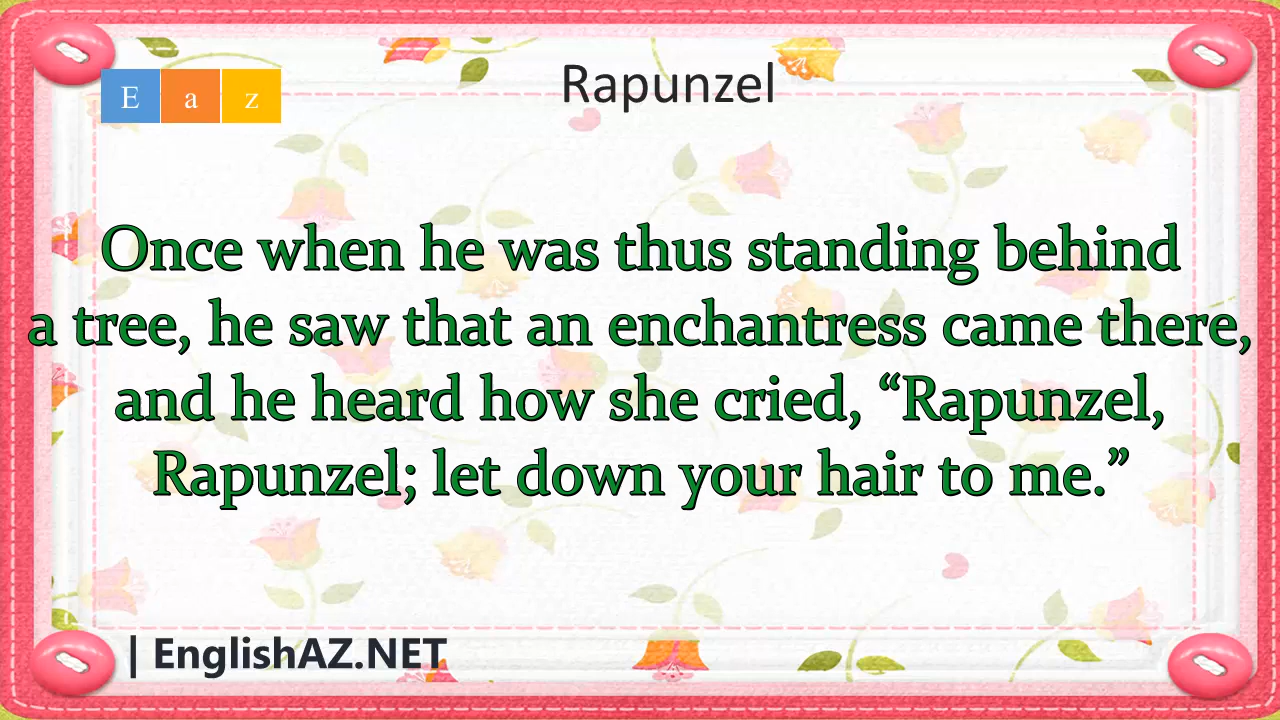 E a z
Rapunzel
Once when he was thus standing behind
a tree, he saw that an enchantress came there,
and he heard how she cried, “Rapunzel,
Rapunzel; let down your hair to me.”
| EnglishAZ.NET